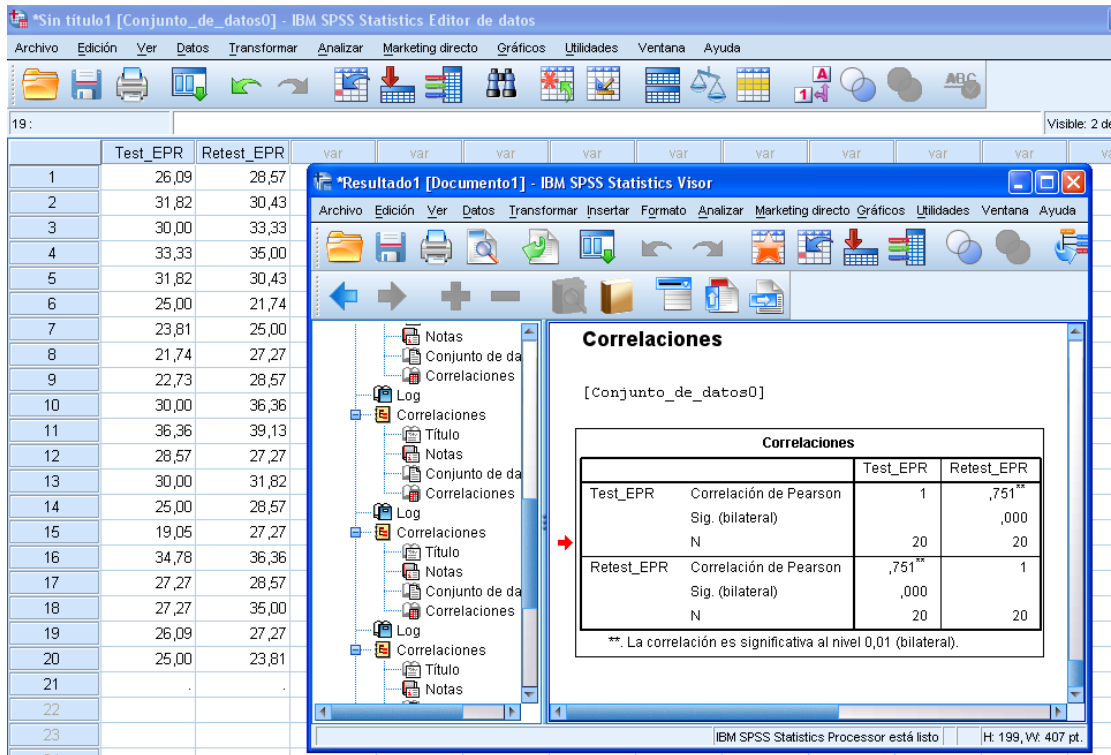 *Sin título1 [Conjunto_de_datos0] - IBM SPSS Statistics Editor de datos
Archivo Edición Ver Datos Transformar Analizar Marketing directo Gráficos Utilidades Ventana Ayuda
A
1
ABC
19 :
Visible: 2 de
Test_EPR Retest_EPR var var var var var var var var var
1 26,09 28,57
2 31,82 30,43
3 30,00 33,33
4 33,33 35,00
5 31,82 30,43
6 25,00 21,74
7 23,81 25,00
8 21,74 27,27
9 22,73 28,57
10 30,00 36,36
11 36,36 39,13
12 28,57 27,27
13 30,00 31,82
14 25,00 28,57
15 19,05 27,27
16 34,78 36,36
17 27,27 28,57
18 27,27 35,00
19 26,09 27,27
20 25,00 23,81
21 . .
22
23
*Resultado1 [Documento1] - IBM SPSS Statistics Visor
Archivo Edición Ver Datos Transformar Insertar Formato Analizar Marketing directo Gráficos Utilidades Ventana Ayuda
Notas
Conjunto de da
Correlaciones
Log
Correlaciones
Título
Notas
Conjunto de da
Correlaciones
Log
Correlaciones
Título
Notas
Conjunto de da
Correlaciones
Log
Correlaciones
Título
Notas
Correlaciones
[Conjunto_de_datos0]
Correlaciones
Test_EPR Retest_EPR
Test_EPR Correlación de Pearson 1 ,751**
Sig. (bilateral) ,000
N 20 20
Retest_EPR Correlación de Pearson ,751** 1
Sig. (bilateral) ,000
N 20 20
**. La correlación es significativa al nivel 0,01 (bilateral).
IBM SPSS Statistics Processor está listo H: 199, W: 407 pt.